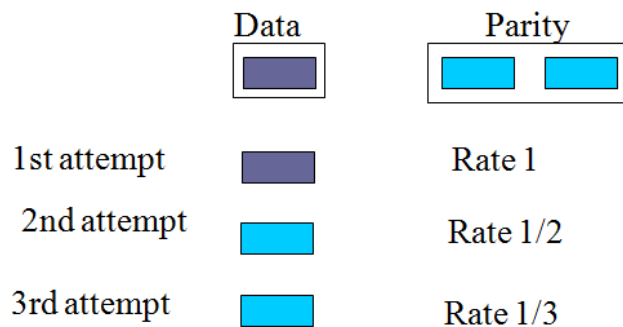 Data Parity
1st attempt Rate 1
2nd attempt Rate 1/2
3rd attempt Rate 1/3